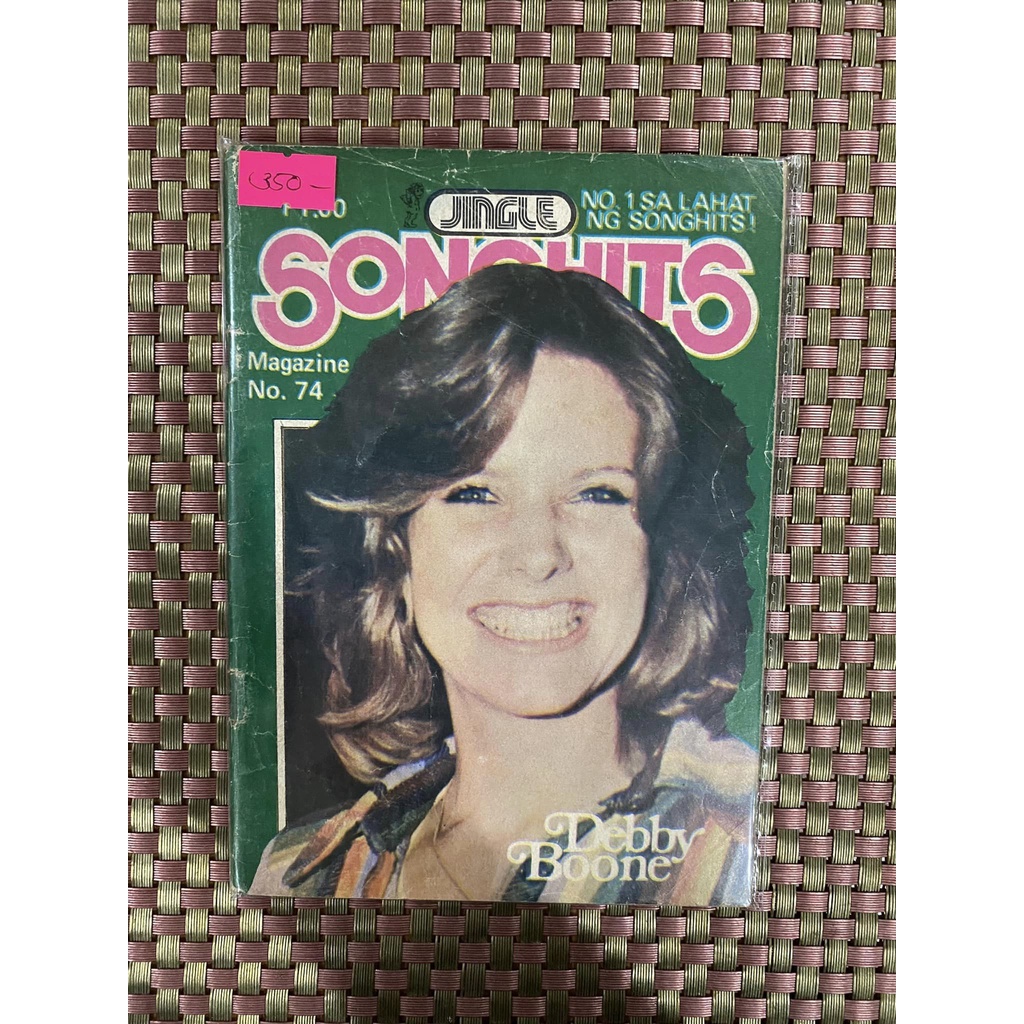 350-
JINGLE
NO. 1 SA LAHAT
NG SONGHITS!
SONGHITS
Magazine
No. 74
Debby
Boone